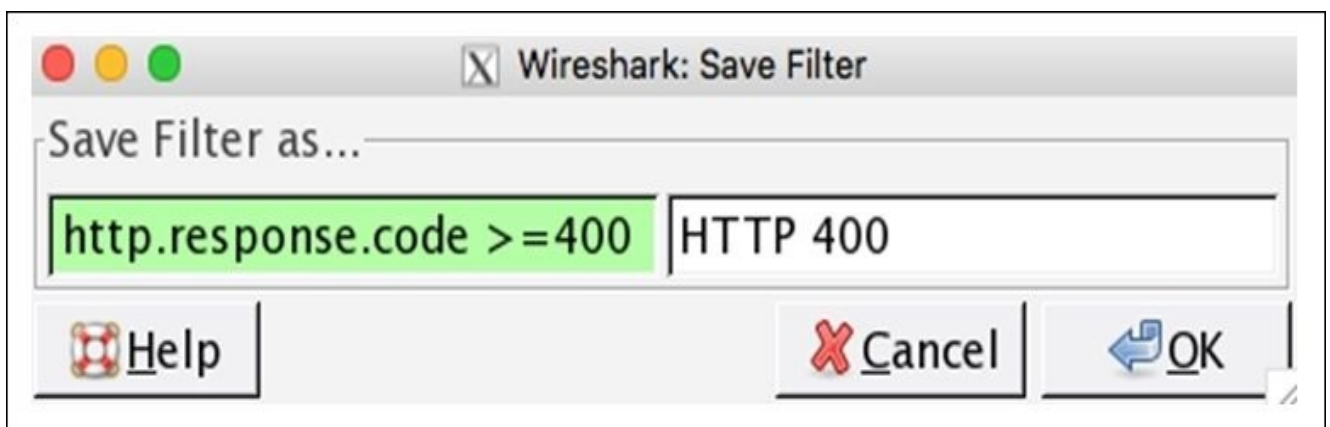 Wireshark: Save Filter
Save Filter as...
http.response.code >=400 HTTP 400
Help Cancel OK